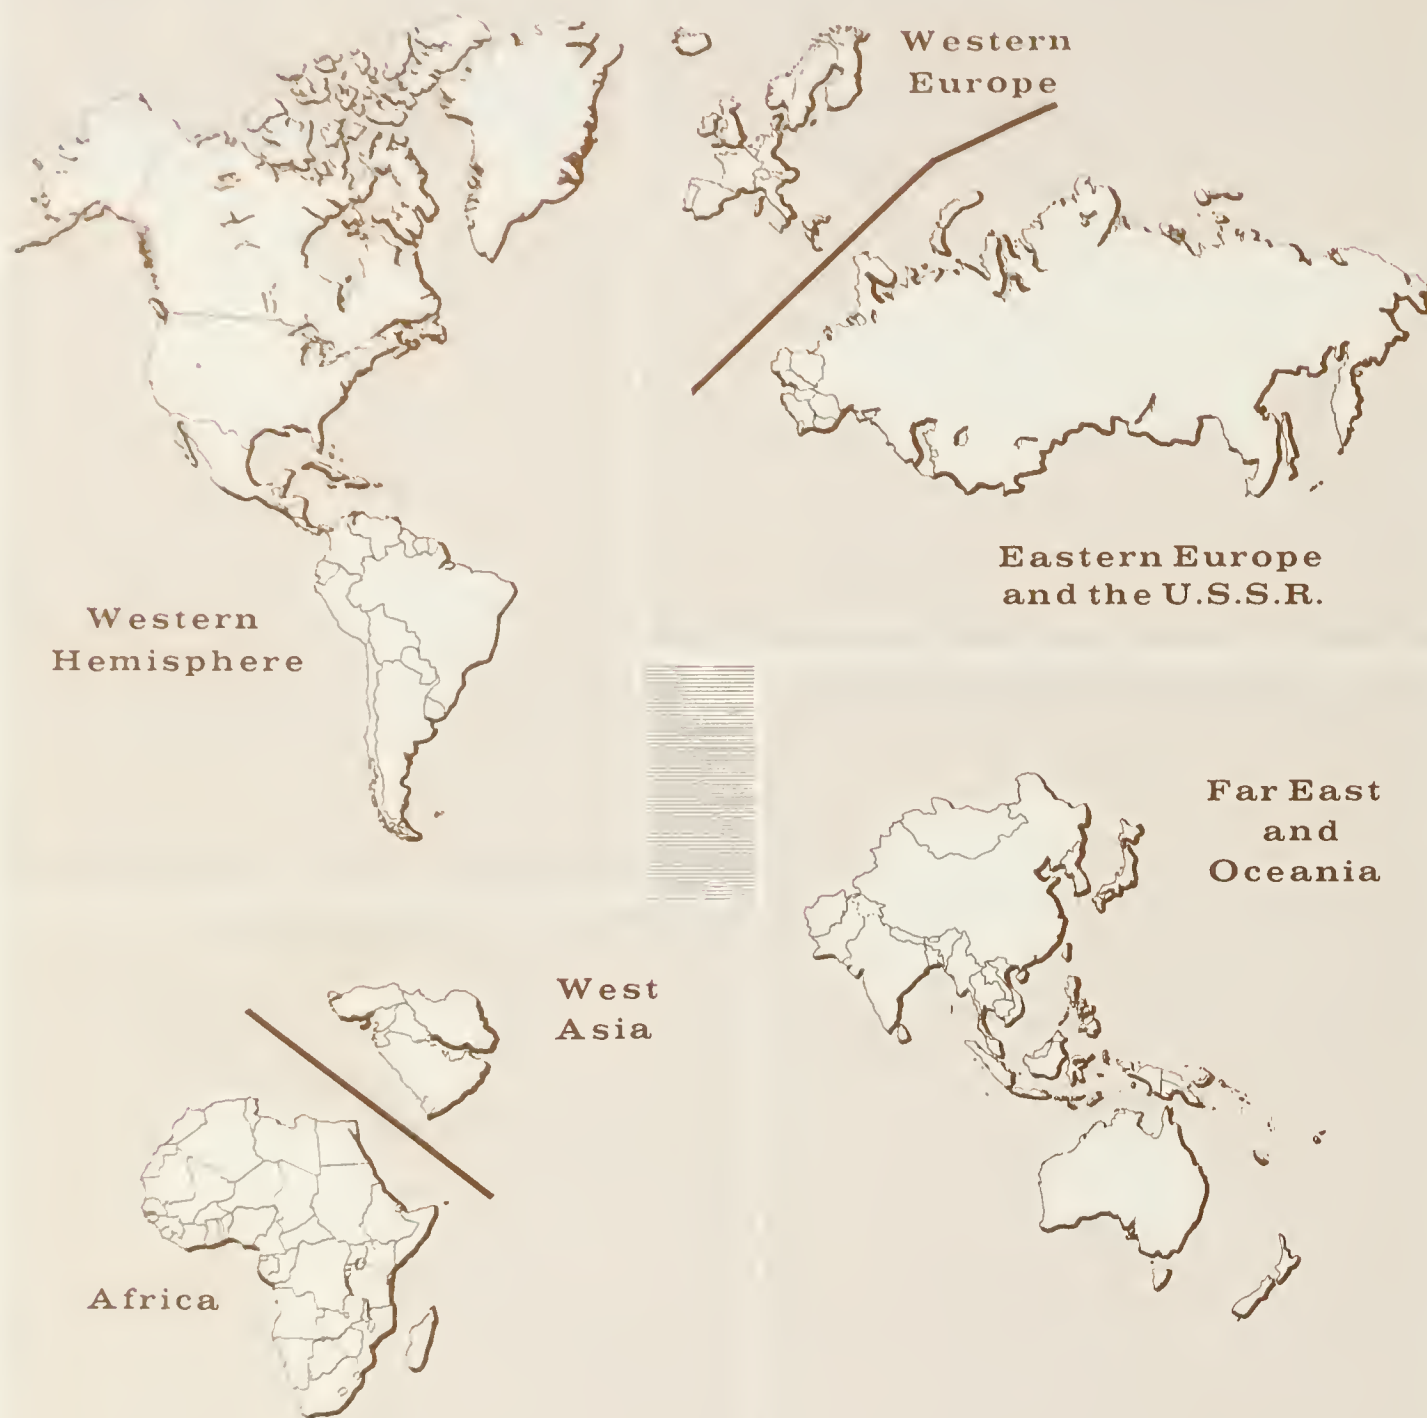 Western
Europe
Eastern Europe
and the U.S.S.R.
Western
Hemisphere
Far East
and
Oceania
West
Asia
Africa